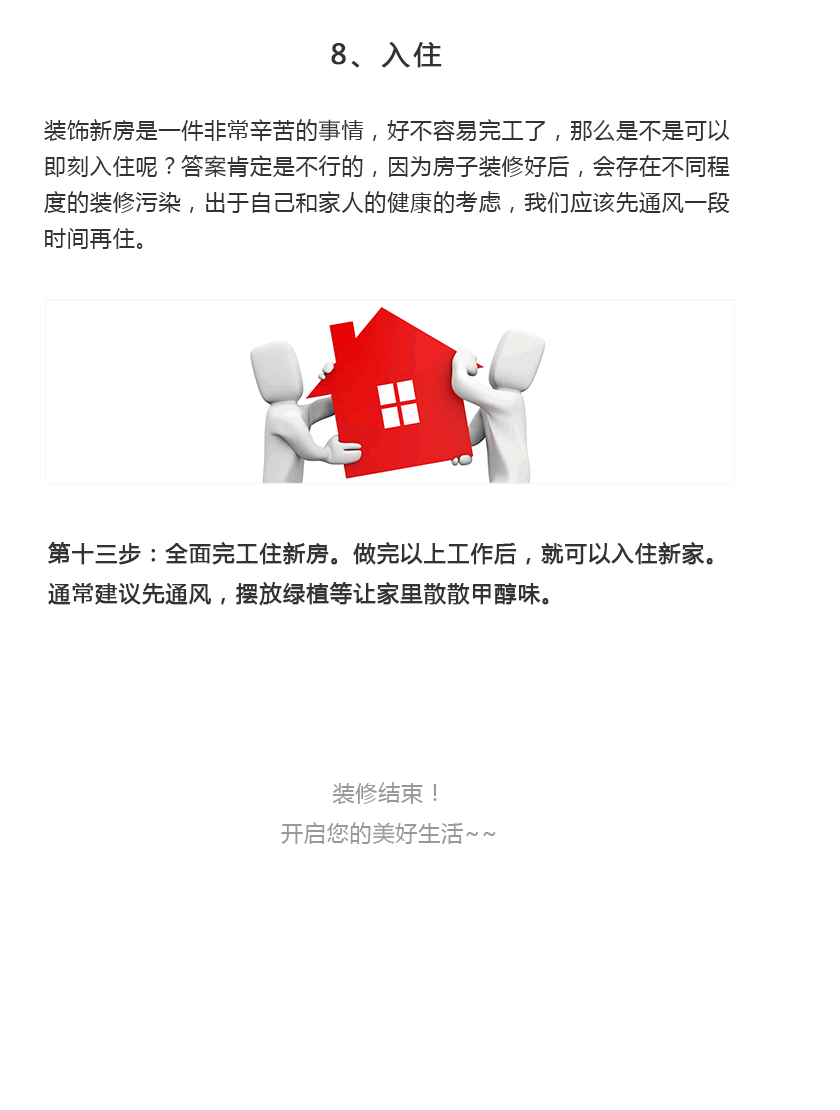 8、入住
装饰新房是一件非常辛苦的事情，好不容易完工了，那么是不是可以
即刻入住呢？答案肯定是不行的，因为房子装修好后，会存在不同程
度的装修污染，出于自己和家人的健康的考虑，我们应该先通风一段
时间再住。
第十三步：全面完工住新房。做完以上工作后，就可以入住新家。
通常建议先通风，摆放绿植等让家里散散甲醇味。
装修结束！
开启您的美好生活~~